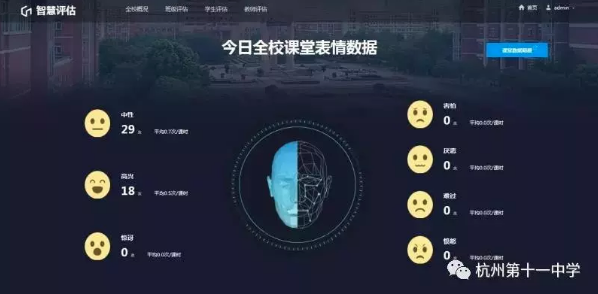 智慧评估
全校概况 班级评估 学生评估 教师评估
首页 admin
今日全校课堂表情数据
中性
29 次 平均0.7次/课时
高兴
18 次 平均0.5次/课时
惊讶
0 次 平均0.0次/课时
害怕
0 次 平均0.0次/课时
厌恶
0 次 平均0.0次/课时
难过
0 次 平均0.0次/课时
愤怒
0 次 平均0.0次/课时
杭州第十一中学